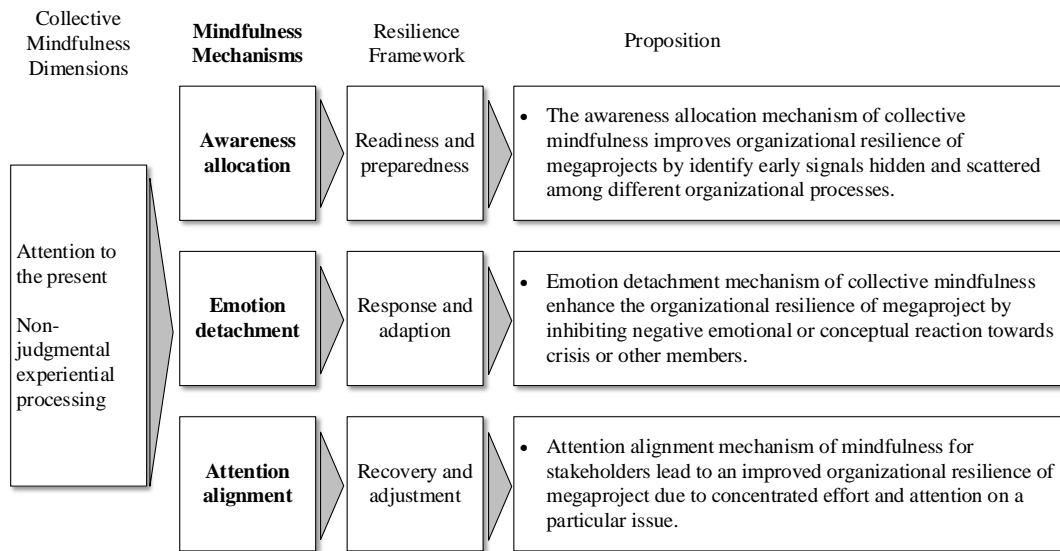 Collective
Mindfulness
Dimensions
Mindfulness
Mechanisms
Resilience
Framework
Proposition
Attention to
the present
Non-
judgmental
experiential
processing
Awareness
allocation
Readiness and
preparedness
• The awareness allocation mechanism of collective
mindfulness improves organizational resilience of
megaprojects by identify early signals hidden and scattered
among different organizational processes.
Emotion
detachment
Response and
adaption
• Emotion detachment mechanism of collective mindfulness
enhance the organizational resilience of megaproject by
inhibiting negative emotional or conceptual reaction towards
crisis or other members.
Attention
alignment
Recovery and
adjustment
• Attention alignment mechanism of mindfulness for
stakeholders lead to an improved organizational resilience of
megaproject due to concentrated effort and attention on a
particular issue.